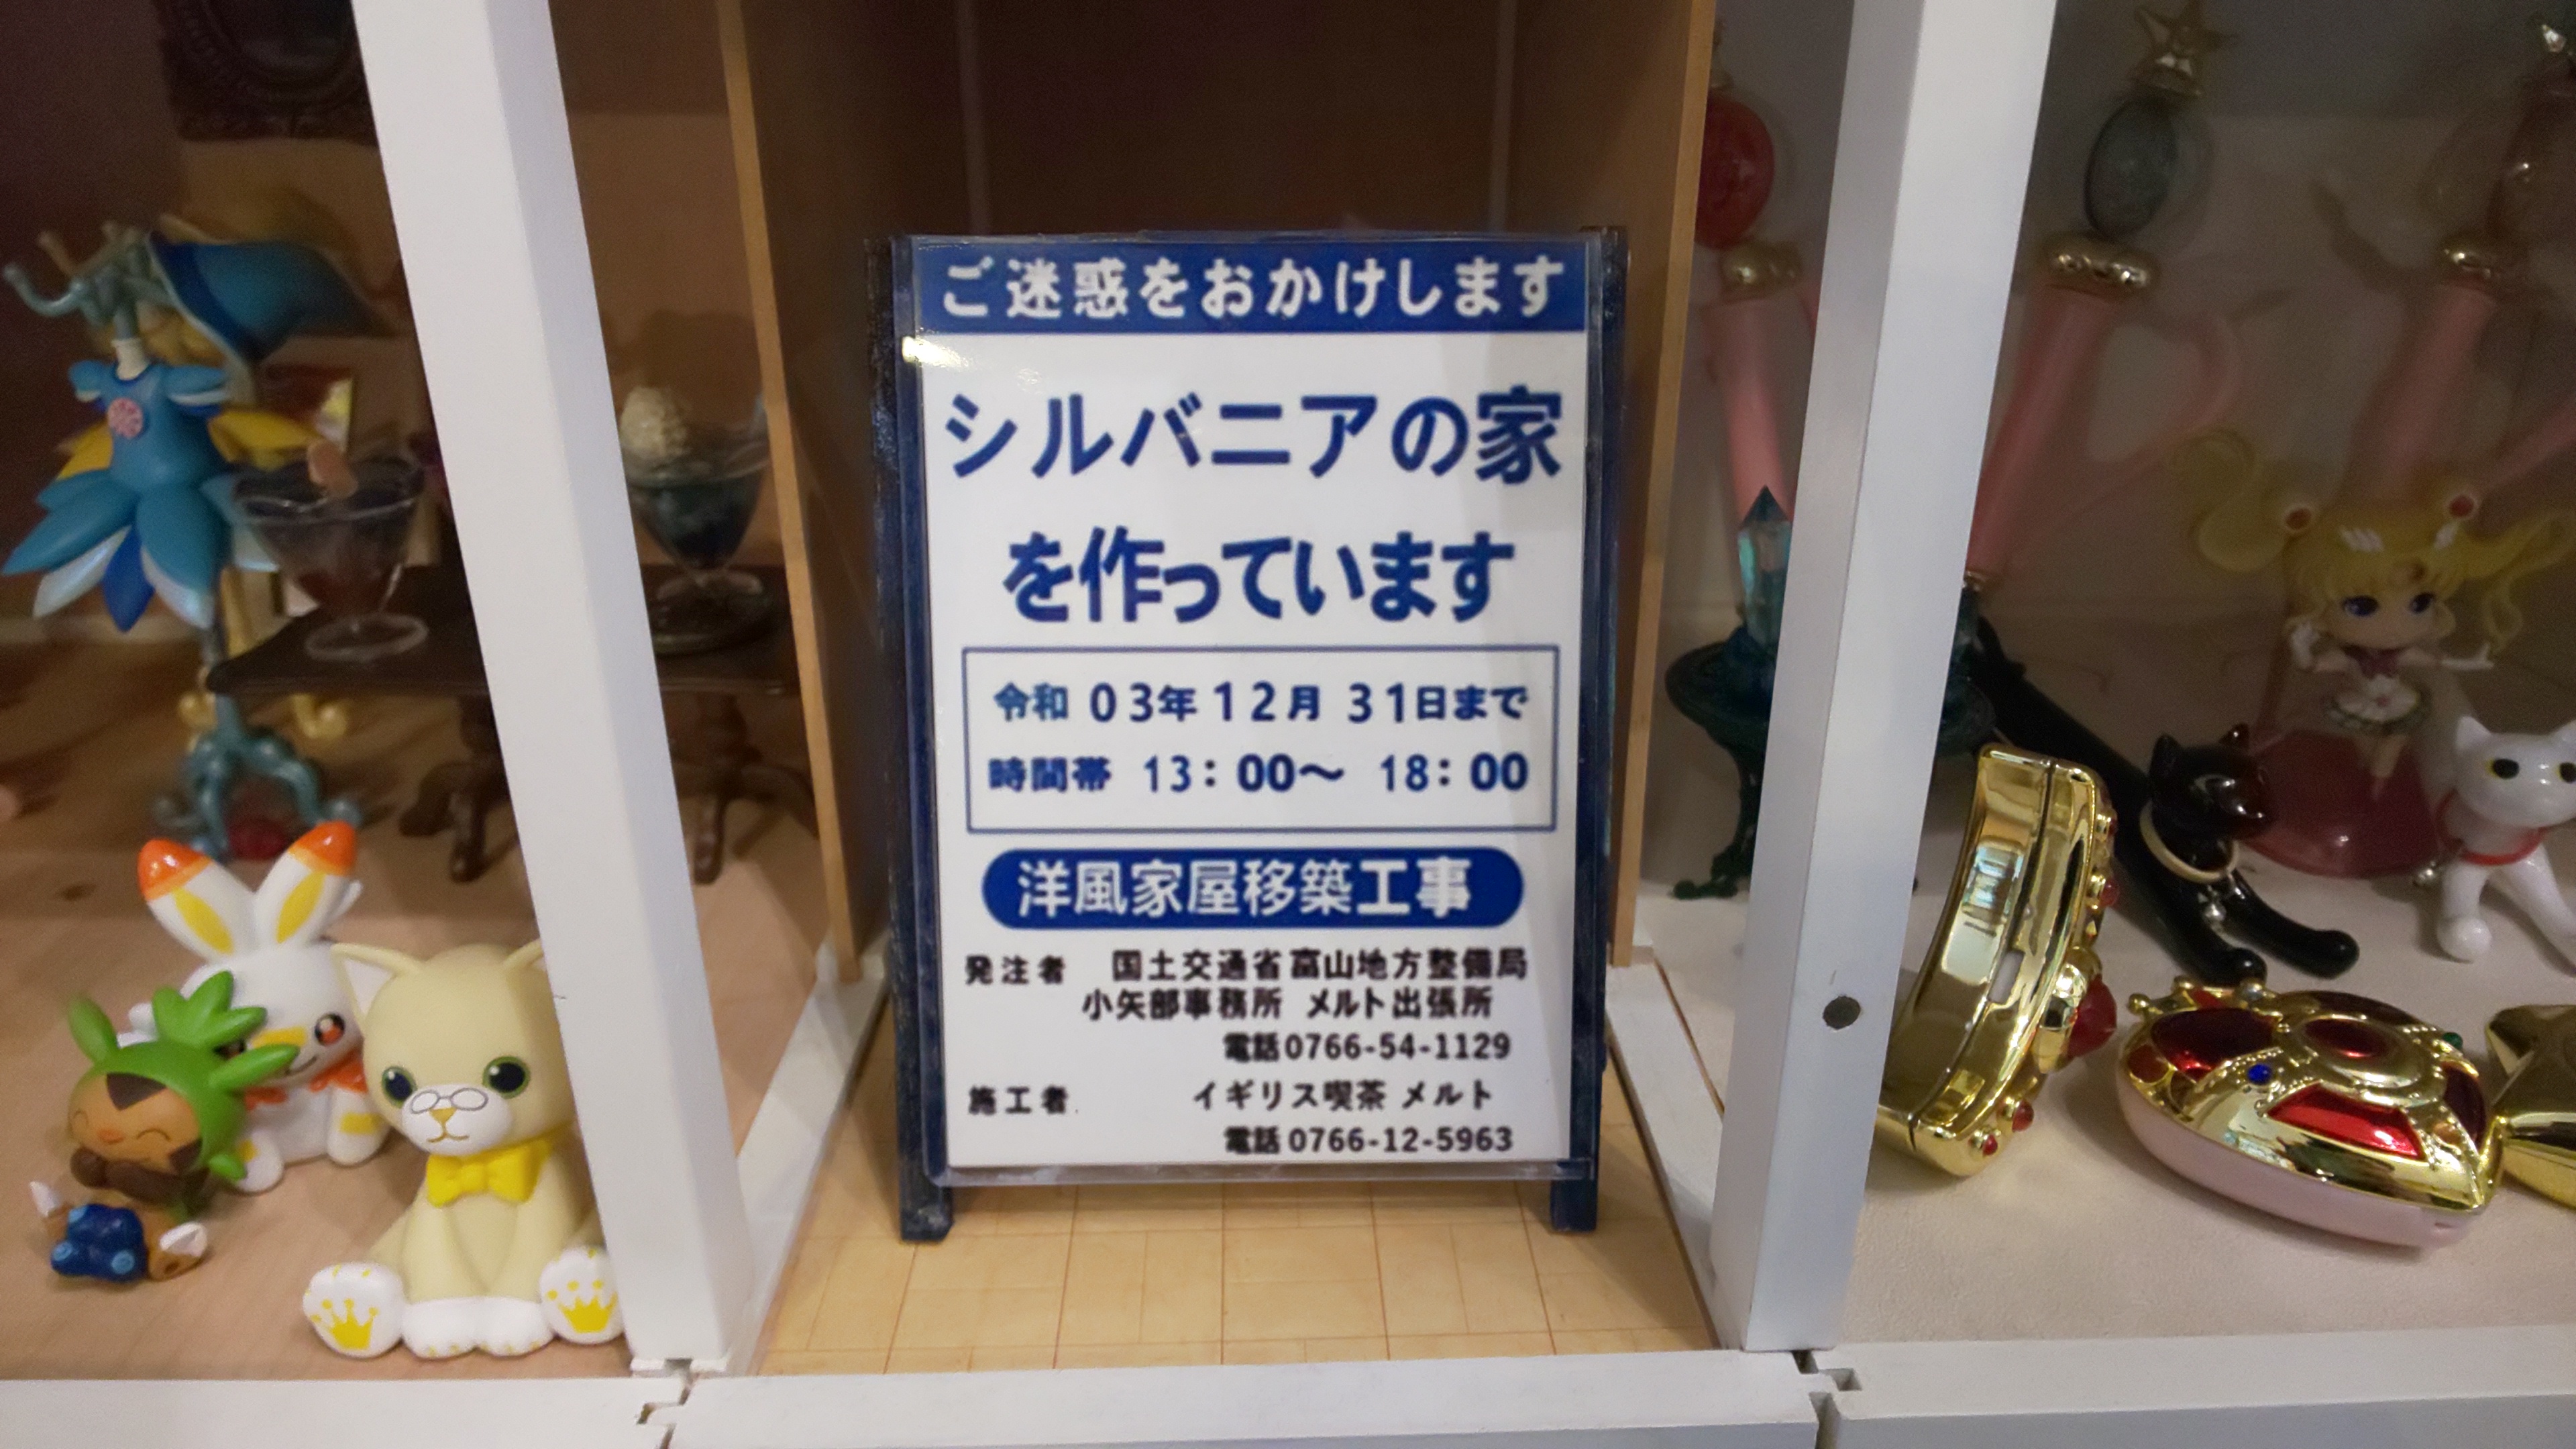 ご迷惑をおかけします
シルバニアの家
を作っています
令和 03年 12月 31日まで
時間帯 13：00～ 18：00
洋風家屋移築工事
発注者 国土交通省 富山地方整備局
小矢部事務所 メルト出張所
電話0766-54-1129
施工者 イギリス喫茶 メルト
電話0766-12-5963